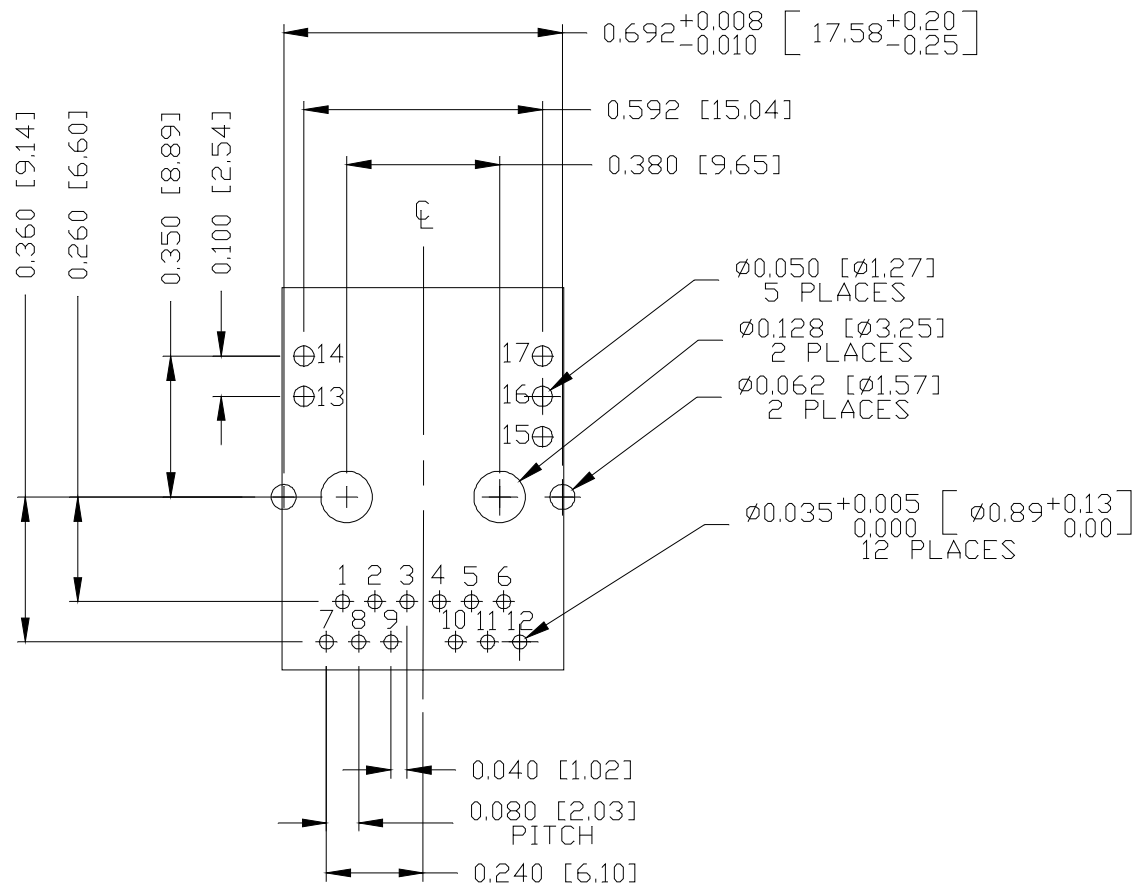 0.692+0.008 -0.010 [17.58+0.20 -0.25]
0.592 [15.04]
0.380 [9.65]
0.360 [9.14]
0.260 [6.60]
0.350 [8.89]
0.100 [2.54]
℄
Ø0.050 [Ø1.27]
5 PLACES
Ø0.128 [Ø3.25]
2 PLACES
Ø0.062 [Ø1.57]
2 PLACES
14
17
13
16
15
Ø0.035+0.005 0.000 [Ø0.89+0.13 0.00]
12 PLACES
1 2 3 4 5 6
7 8 9 10 11 12
0.040 [1.02]
0.080 [2.03]
PITCH
0.240 [6.10]